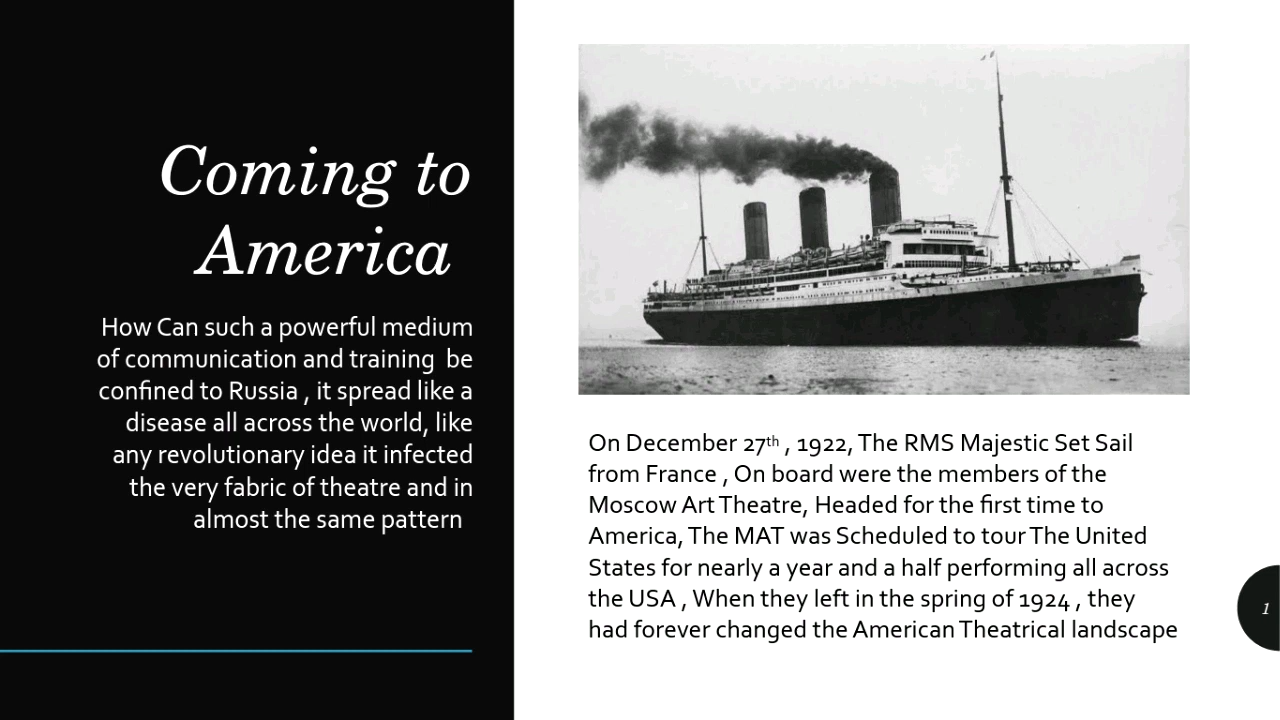 Coming to
America
How Can such a powerful medium
of communication and training  be
confined to Russia , it spread like a
disease all across the world, like
any revolutionary idea it infected
the very fabric of theatre and in
almost the same pattern
On December 27th , 1922, The RMS Majestic Set Sail
from France , On board were the members of the
Moscow Art Theatre, Headed for the first time to
America, The MAT was Scheduled to tour The United
States for nearly a year and a half performing all across
the USA , When they left in the spring of 1924 , they
had forever changed the American Theatrical landscape
1